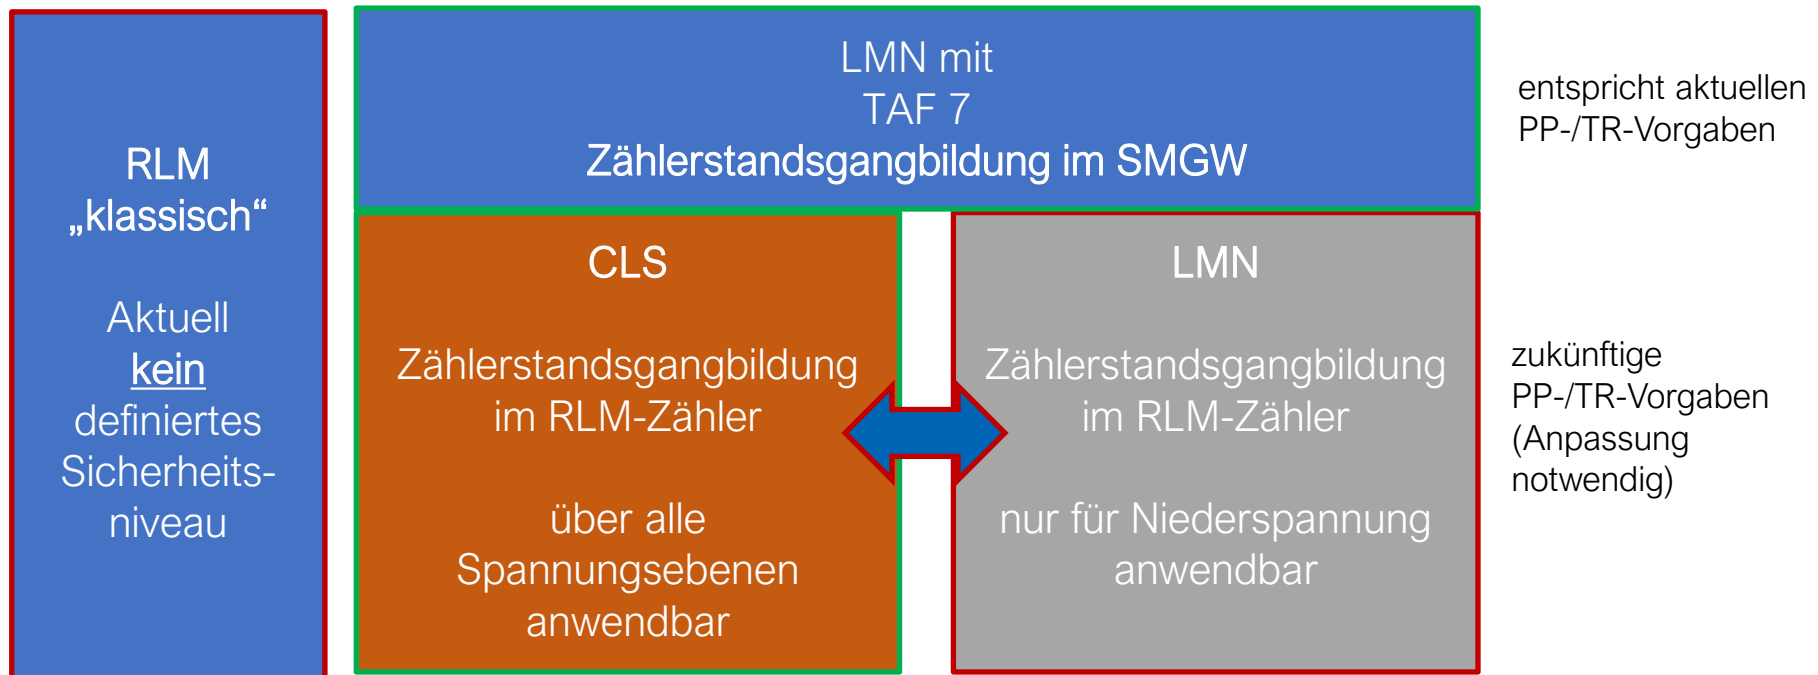 RLM
„klassisch“
Aktuell
kein
definiertes
Sicherheits-
niveau
LMN mit
TAF 7
Zählerstandsgangbildung im SMGW
entspricht aktuellen
PP-/TR-Vorgaben
CLS
Zählerstandsgangbildung
im RLM-Zähler
über alle
Spannungsebenen
anwendbar
LMN
Zählerstandsgangbildung
im RLM-Zähler
nur für Niederspannung
anwendbar
zukünftige
PP-/TR-Vorgaben
(Anpassung
notwendig)